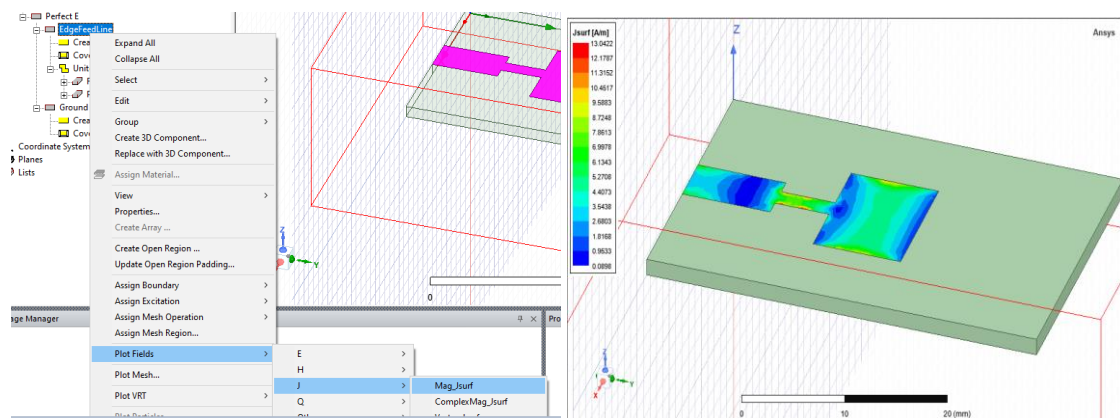 Perfect E
EdgeFeedLine
Crea
Cove
Unit
Ground
Crea
Cove
Coordinate System
Planes
Lists
Expand All
Collapse All
Select >
Edit >
Group >
Create 3D Component...
Replace with 3D Component...
Assign Material...
View >
Properties...
Create Array ...
Create Open Region ...
Update Open Region Padding...
Assign Boundary >
Assign Excitation >
Assign Mesh Operation >
Assign Mesh Region...
Plot Fields >
Plot Mesh...
Plot VRT >
E >
H >
J >
Q >
Mag_Jsurf
ComplexMag_Jsurf
age Manager
Pro
Z
Y
0
Jsurf [A/m]
13.0422
12.1787
11.3152
10.4517
9.5883
8.7248
7.8613
6.9978
6.1343
5.2708
4.4073
3.5438
2.6803
1.8168
0.9533
0.0898
Ansys
Z
Z
Y
X
0 10 20 (mm)